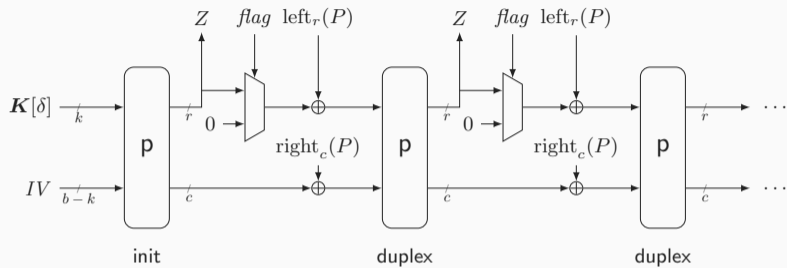 Z flag left_r(P) Z flag left_r(P)
K[δ] k r r r ···
0 0
p right_c(P) p right_c(P) p
IV b − k c c c ···
init duplex duplex